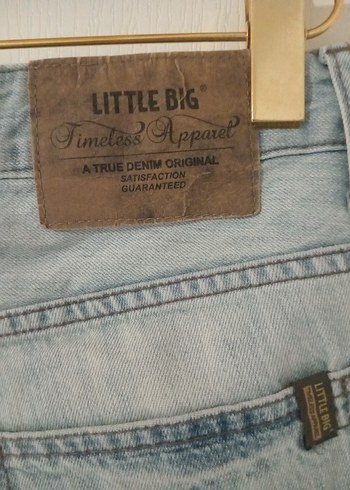 LITTLE BIG®
Timeless Apparel
A TRUE DENIM ORIGINAL
SATISFACTION
GUARANTEED
LITTLE BIG